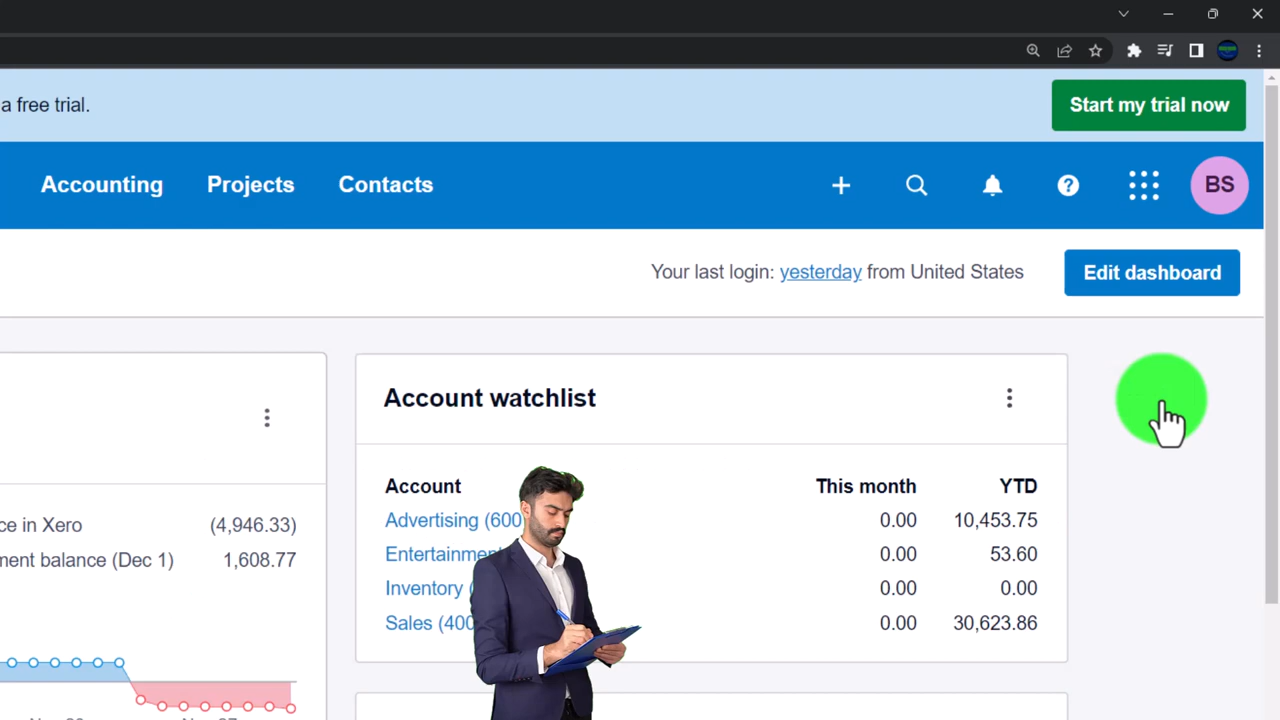 a free trial.
Start my trial now
Accounting Projects Contacts
BS
Your last login: yesterday from United States
Edit dashboard
Account watchlist
Account This month YTD
Advertising (600 0.00 10,453.75
Entertainment 0.00 53.60
Inventory ( 0.00 0.00
Sales (400 0.00 30,623.86
ce in Xero (4,946.33)
ment balance (Dec 1) 1,608.77